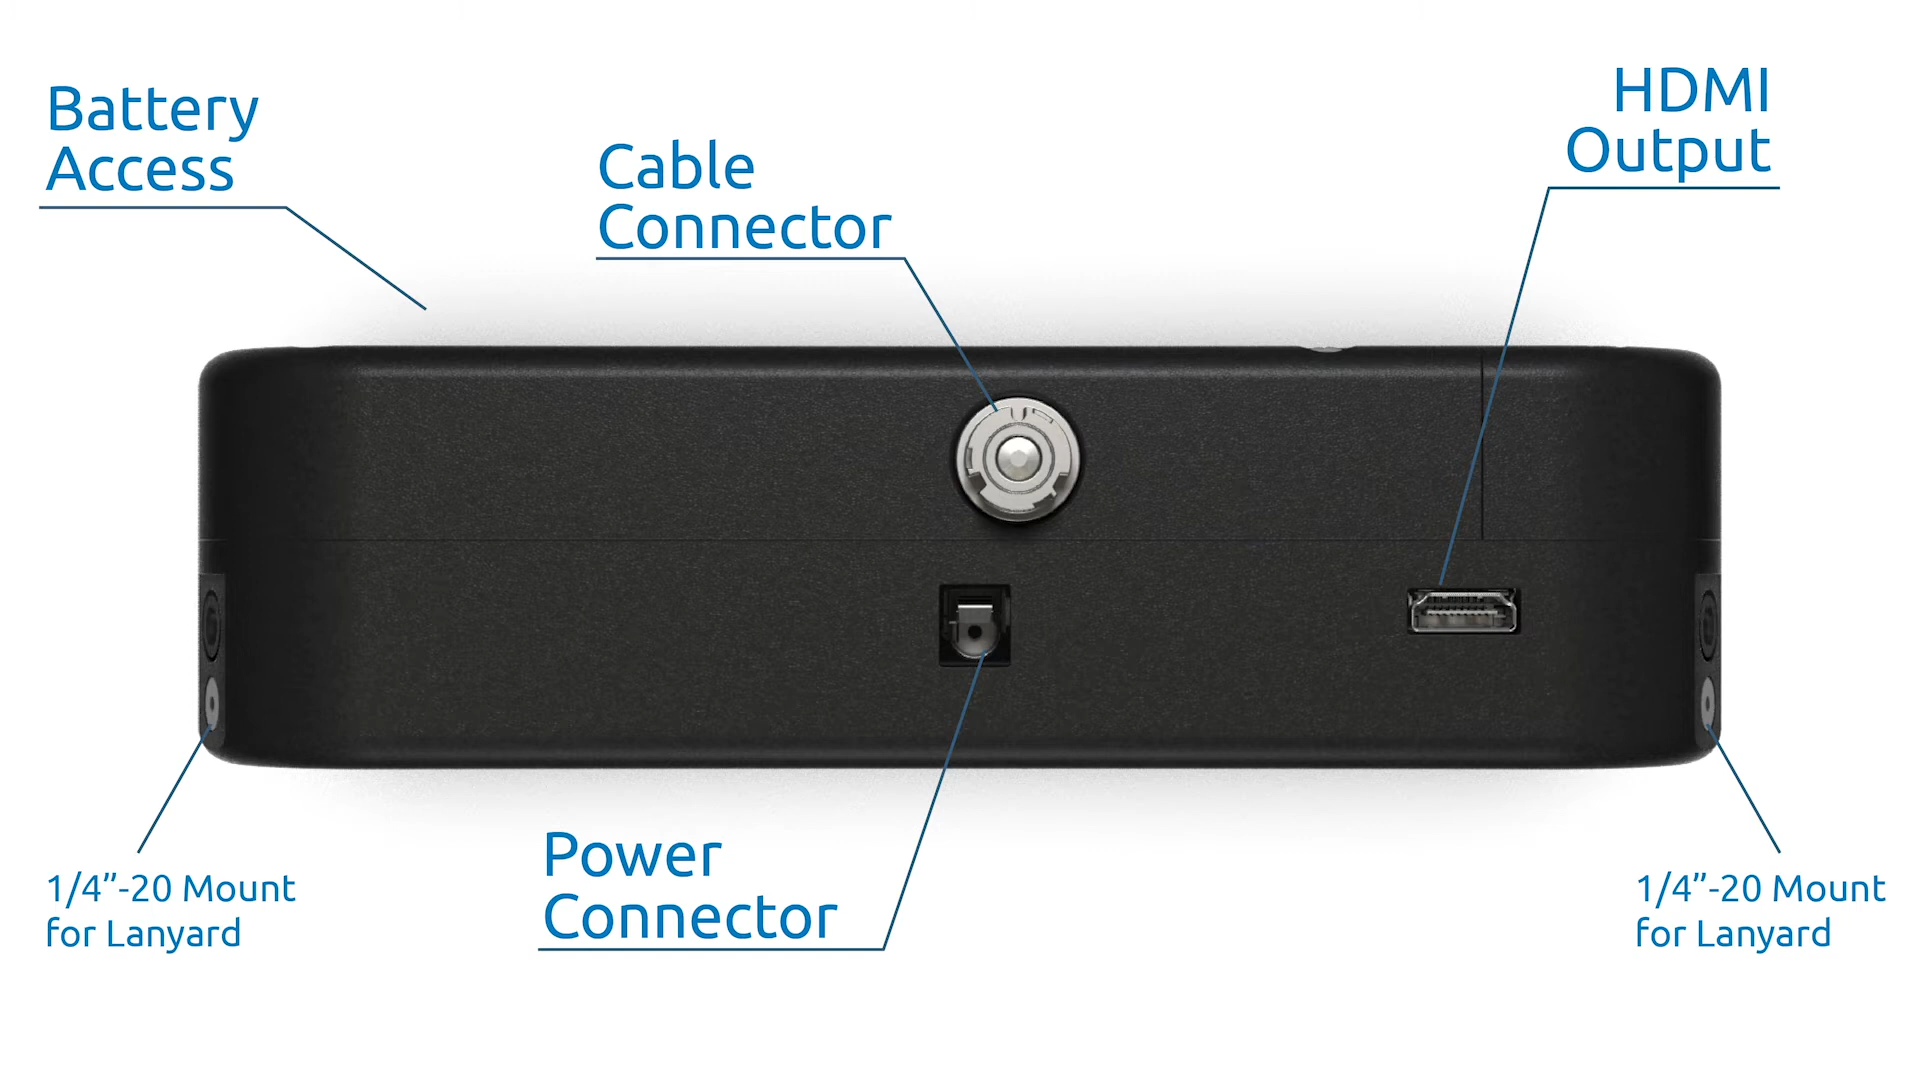 Battery
Access
Cable
Connector
HDMI
Output
Power
Connector
1/4”-20 Mount
for Lanyard
1/4”-20 Mount
for Lanyard